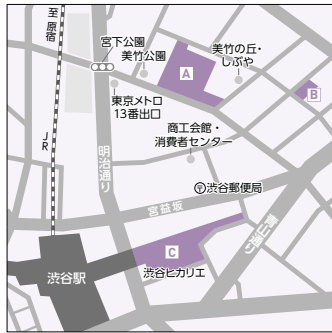 至 原宿
宮下公園
美竹公園
美竹の丘・
しぶや
A
B
東京メトロ
13番出口
商工会館・
消費者センター
JR
明治通り
渋谷郵便局
宮益坂
青山通り
C
渋谷駅
渋谷ヒカリエ